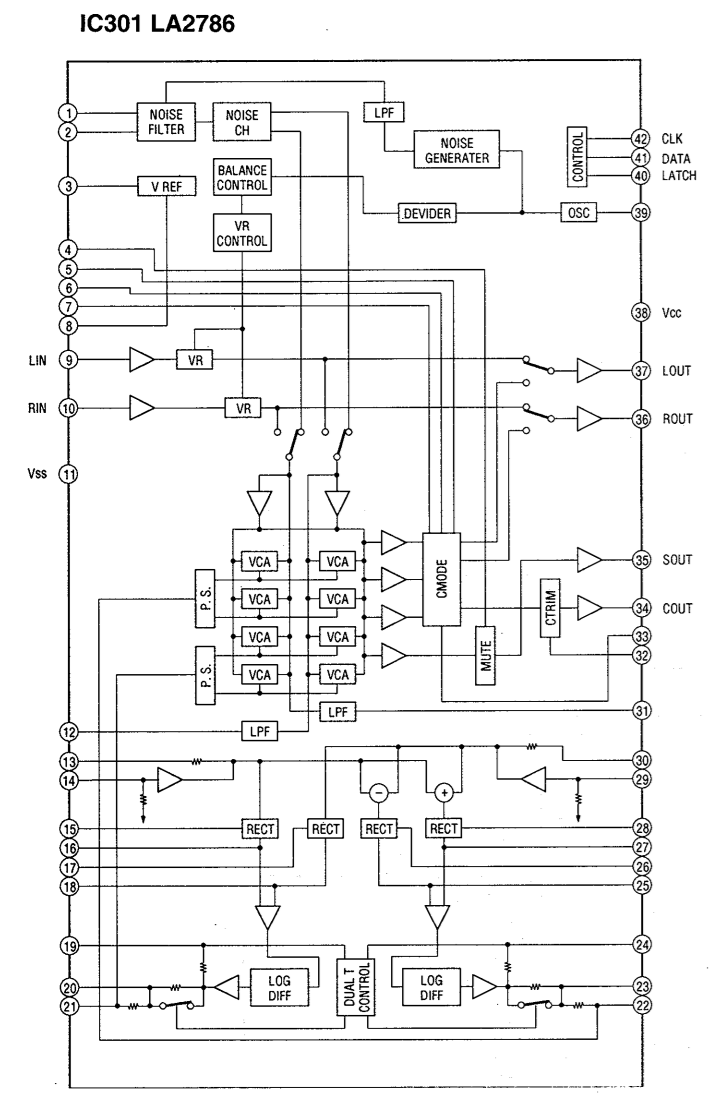 IC301 LA2786
1
NOISE FILTER
NOISE CH
LPF
2
NOISE GENERATER
CONTROL
42 CLK
41 DATA
40 LATCH
3
V REF
BALANCE CONTROL
.DEVIDER
OSC
39
VR CONTROL
4
5
6
7
8
38 Vcc
LIN 9
VR
37 LOUT
RIN 10
VR
36 ROUT
Vss 11
VCA
VCA
CMODE
35 SOUT
P. S.
VCA
VCA
CTRIM
34 COUT
33
VCA
VCA
MUTE
32
P. S.
VCA
VCA
LPF
31
12
LPF
13
30
14
29
−
+
15
RECT
RECT
RECT
RECT
28
16
27
17
26
18
25
19
24
20
LOG DIFF
DUAL T CONTROL
LOG DIFF
23
21
22